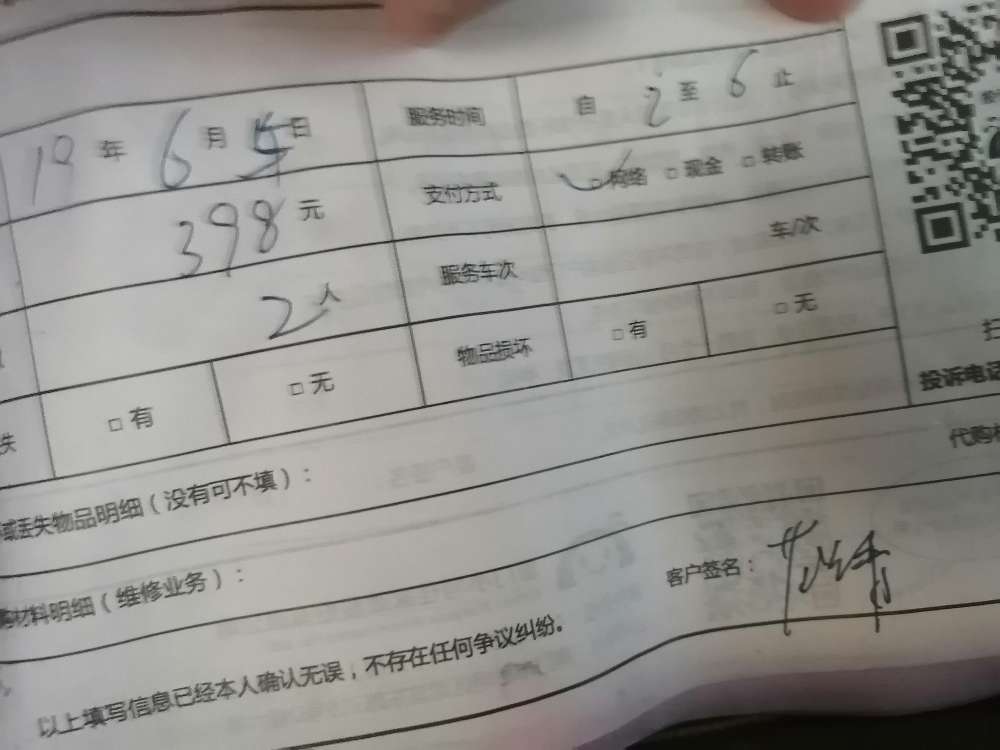 19年6月5日 服务时间 自2至6止
398元 支付方式 ✓□网络 □现金 □转账
2人 服务车次 车/次
失 □有 □无 物品损坏 □有 □无
扫
投诉电话
丢失物品明细（没有可不填）：
代购
材料明细（维修业务）：
客户签名：
以上填写信息已经本人确认无误，不存在任何争议纠纷。